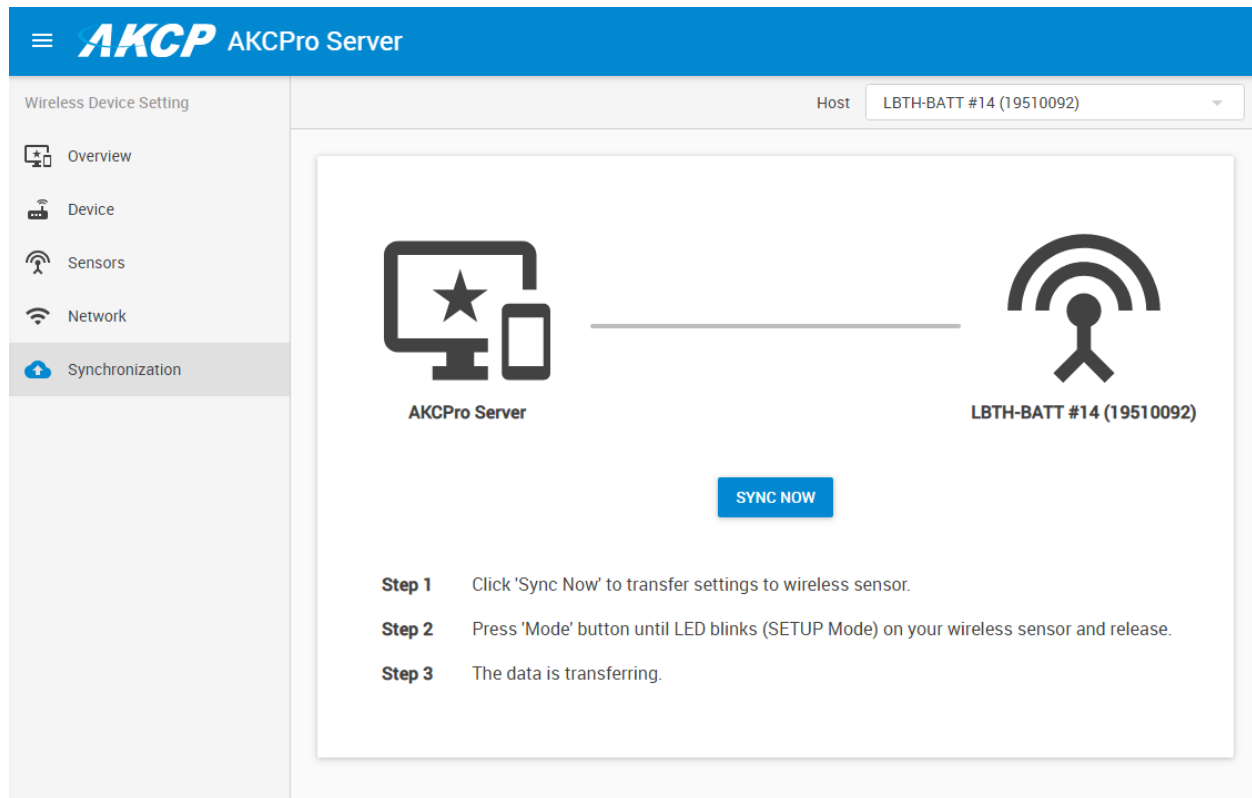 AKCP AKCPro Server
Wireless Device Setting
Host LBTH-BATT #14 (19510092)
Overview
Device
Sensors
Network
Synchronization
AKCPro Server
LBTH-BATT #14 (19510092)
SYNC NOW
Step 1 Click 'Sync Now' to transfer settings to wireless sensor.
Step 2 Press 'Mode' button until LED blinks (SETUP Mode) on your wireless sensor and release.
Step 3 The data is transferring.